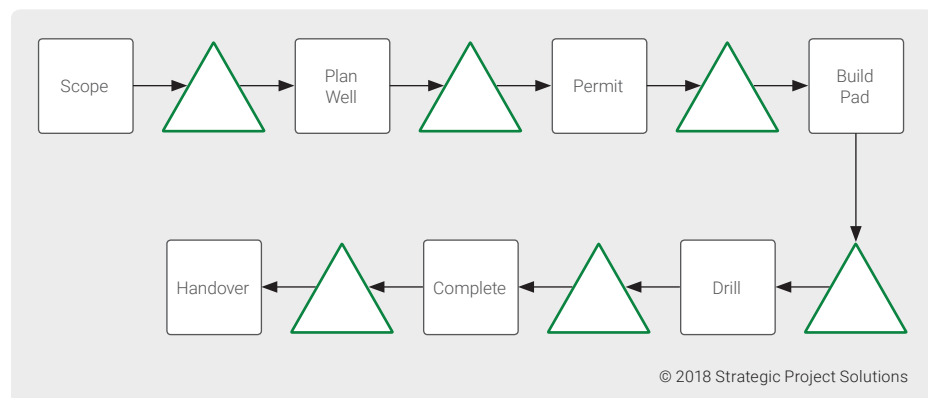 Scope
Plan
Well
Permit
Build
Pad
Handover
Complete
Drill
© 2018 Strategic Project Solutions